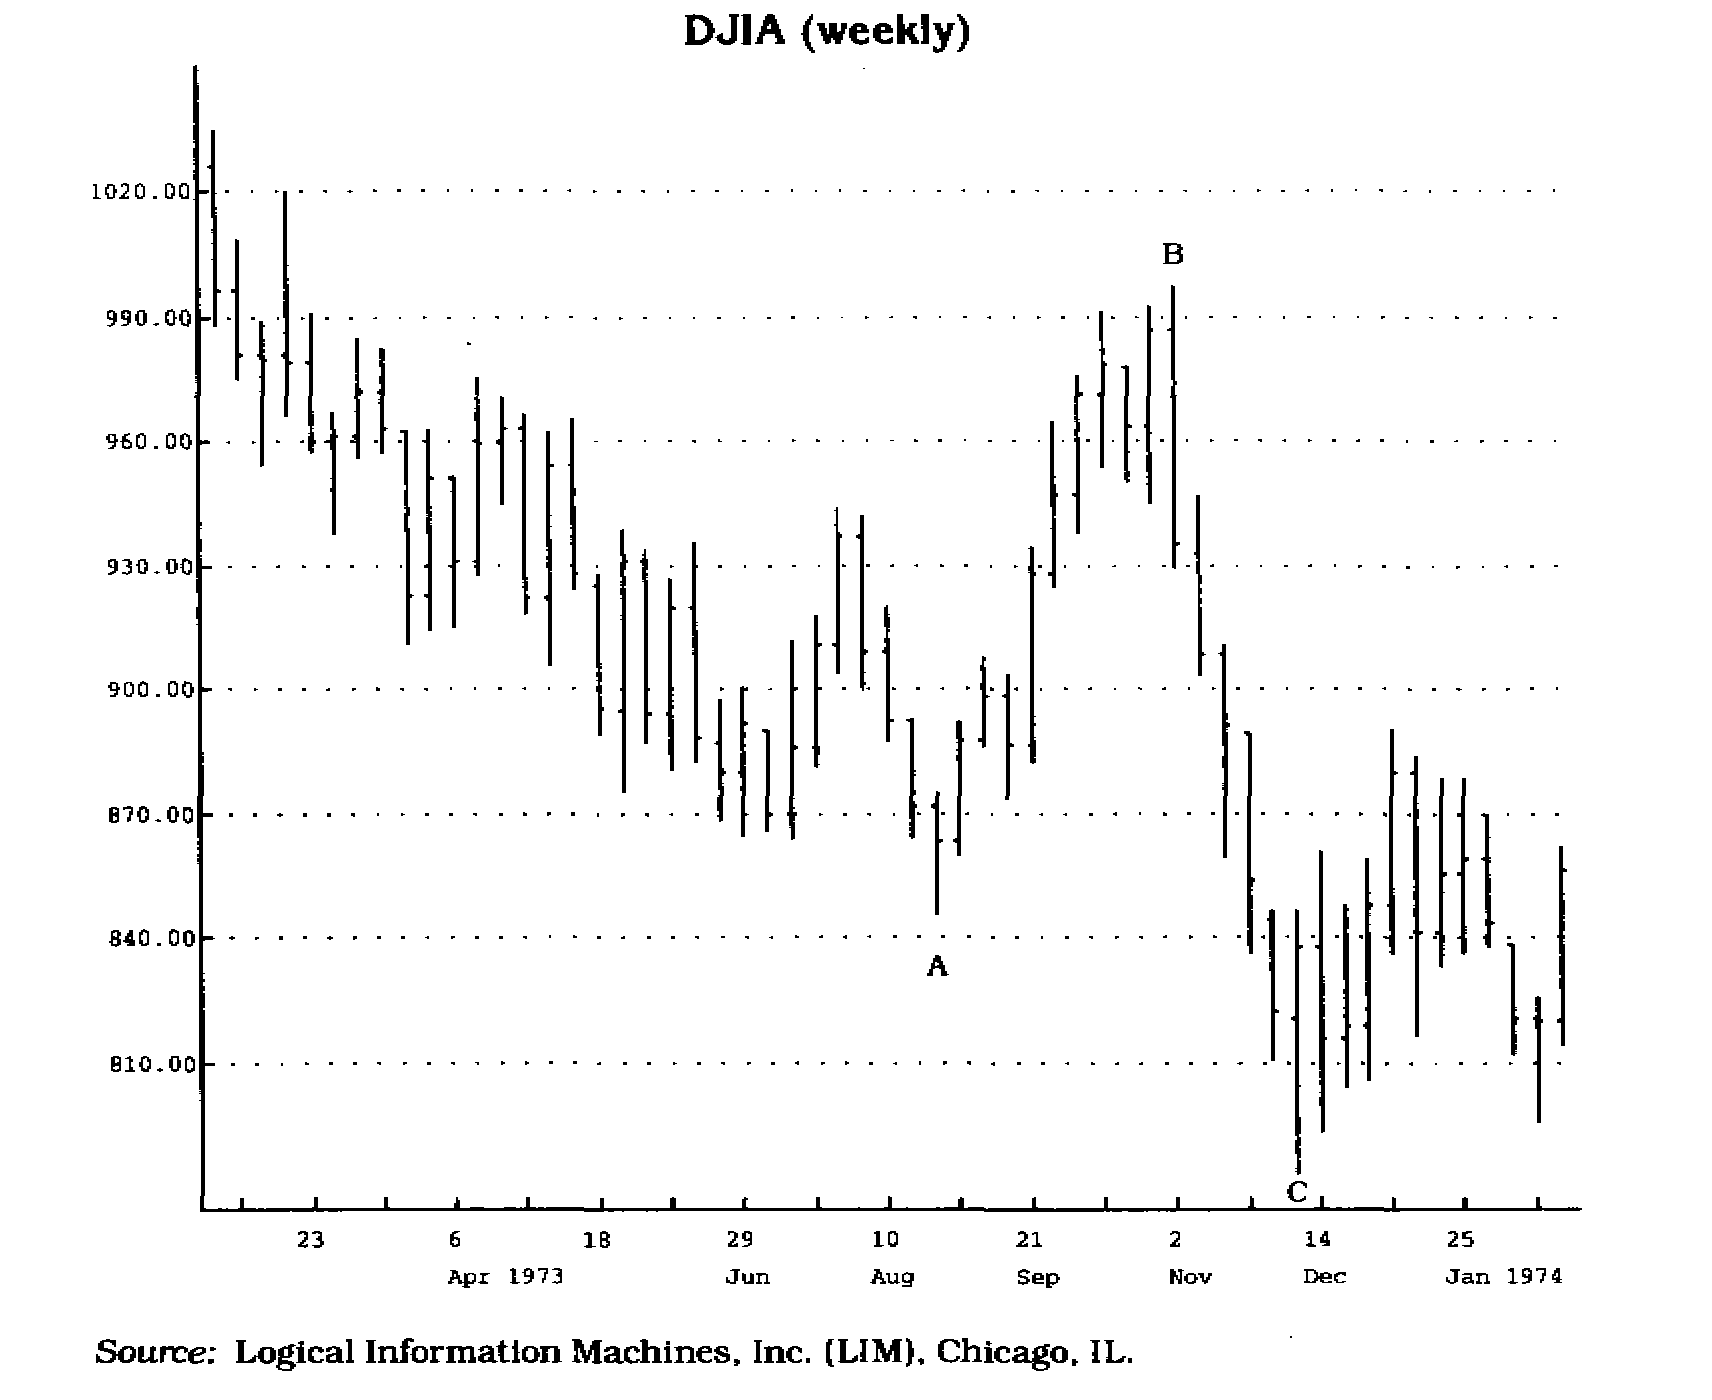 DJIA (weekly)
1020.00
B
990.00
960.00
930.00
900.00
870.00
840.00
A
810.00
C
23 6 18 29 10 21 2 14 25
Apr 1973 Jun Aug Sep Nov Dec Jan 1974
Source: Logical Information Machines, Inc. (LIM), Chicago, IL.